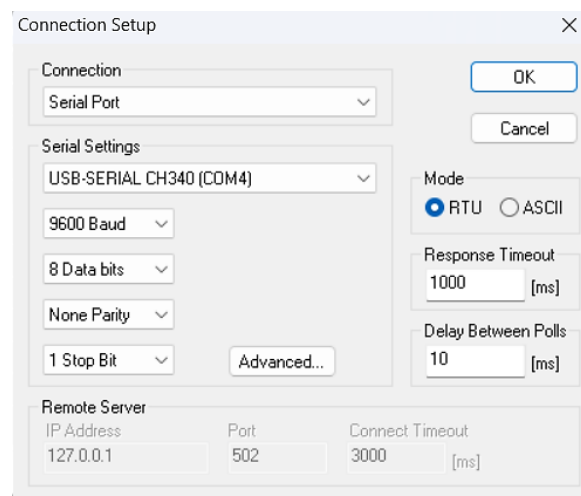 Connection Setup
Connection
OK
Serial Port
Cancel
Serial Settings
USB-SERIAL CH340 (COM4)
Mode
RTU ASCII
9600 Baud
8 Data bits
Response Timeout
1000 [ms]
None Parity
Delay Between Polls
1 Stop Bit
Advanced...
10 [ms]
Remote Server
IP Address Port Connect Timeout
127.0.0.1 502 3000 [ms]